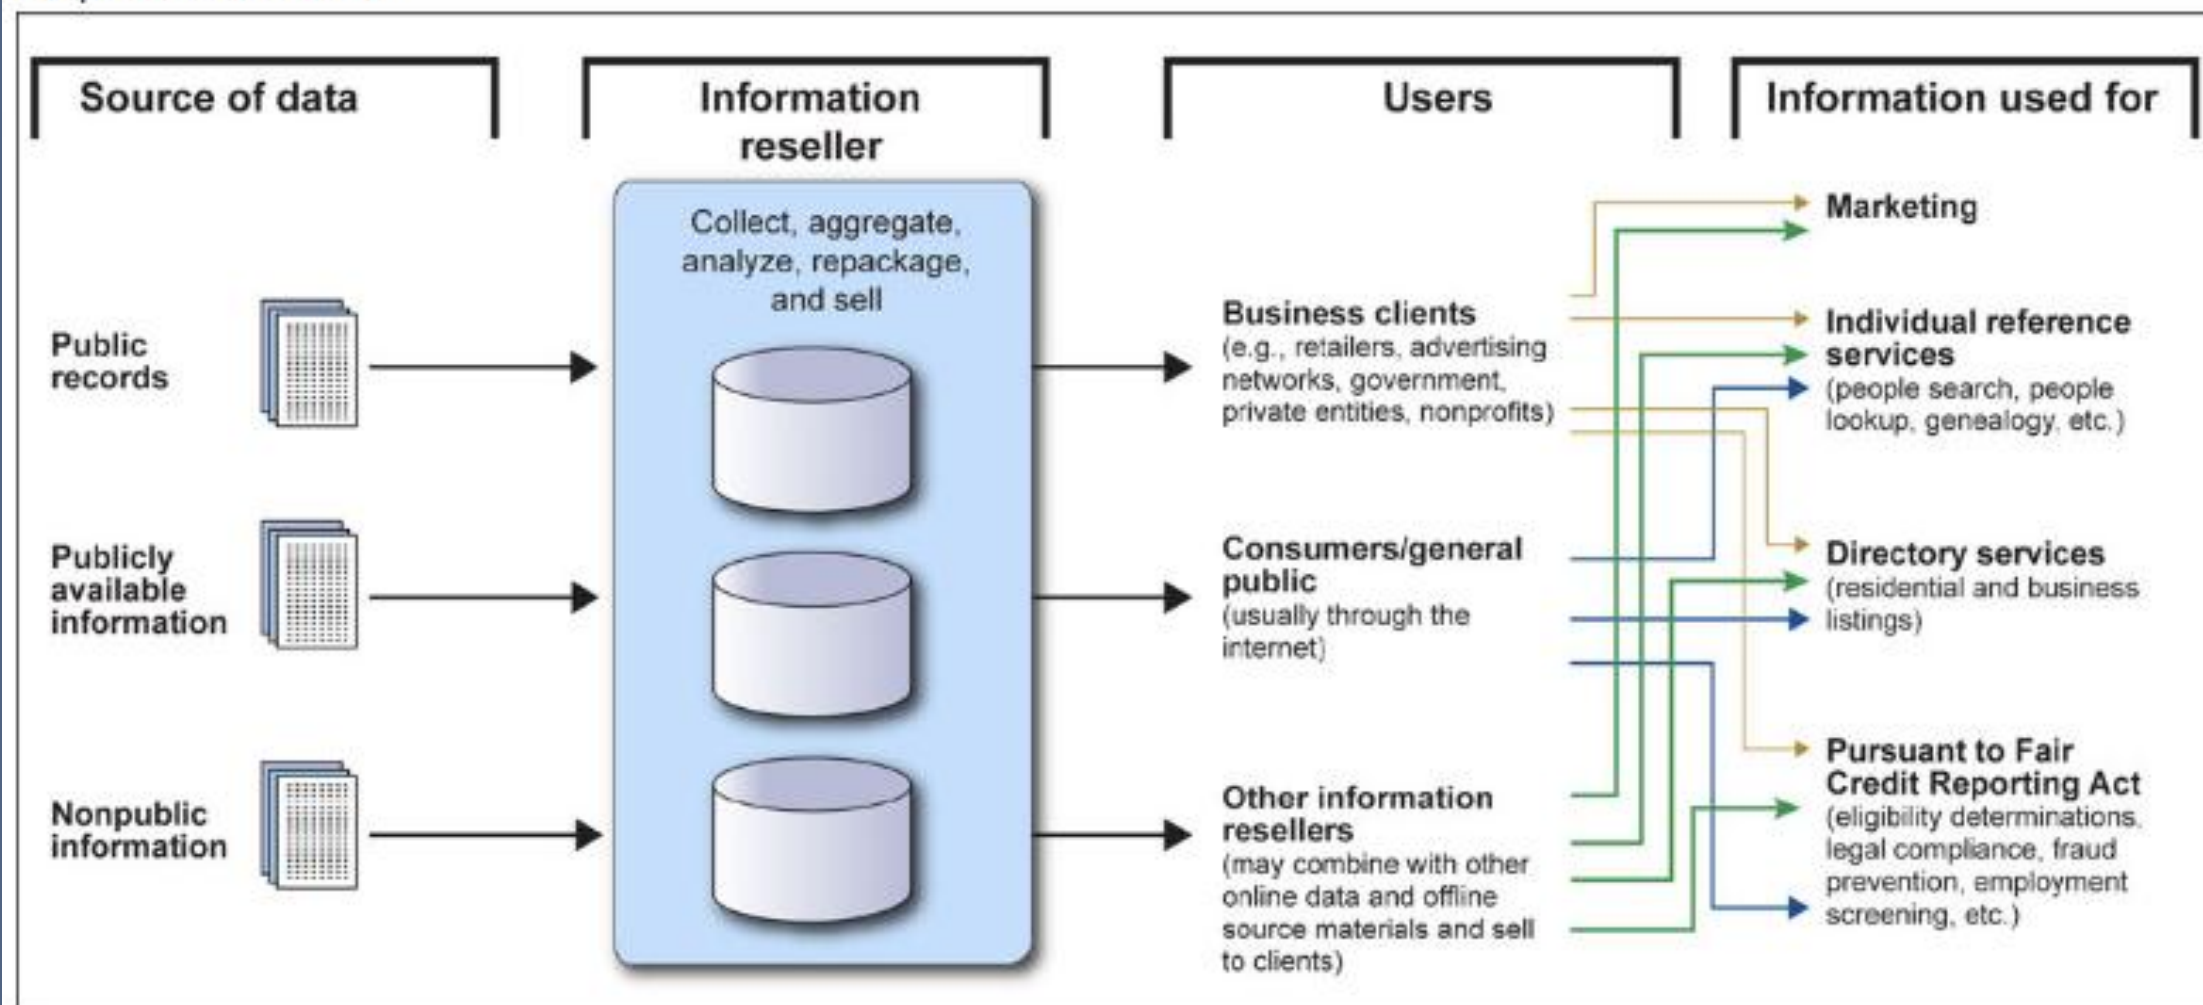 Source of data
Information
reseller
Users
Information used for
Collect, aggregate,
analyze, repackage,
and sell
Public
records
Publicly
available
information
Nonpublic
information
Business clients
(e.g., retailers, advertising
networks, government,
private entities, nonprofits)
Consumers/general
public
(usually through the
internet)
Other information
resellers
(may combine with other
online data and offline
source materials and sell
to clients)
Marketing
Individual reference
services
(people search, people
lookup, genealogy, etc.)
Directory services
(residential and business
listings)
Pursuant to Fair
Credit Reporting Act
(eligibility determinations,
legal compliance, fraud
prevention, employment
screening, etc.)